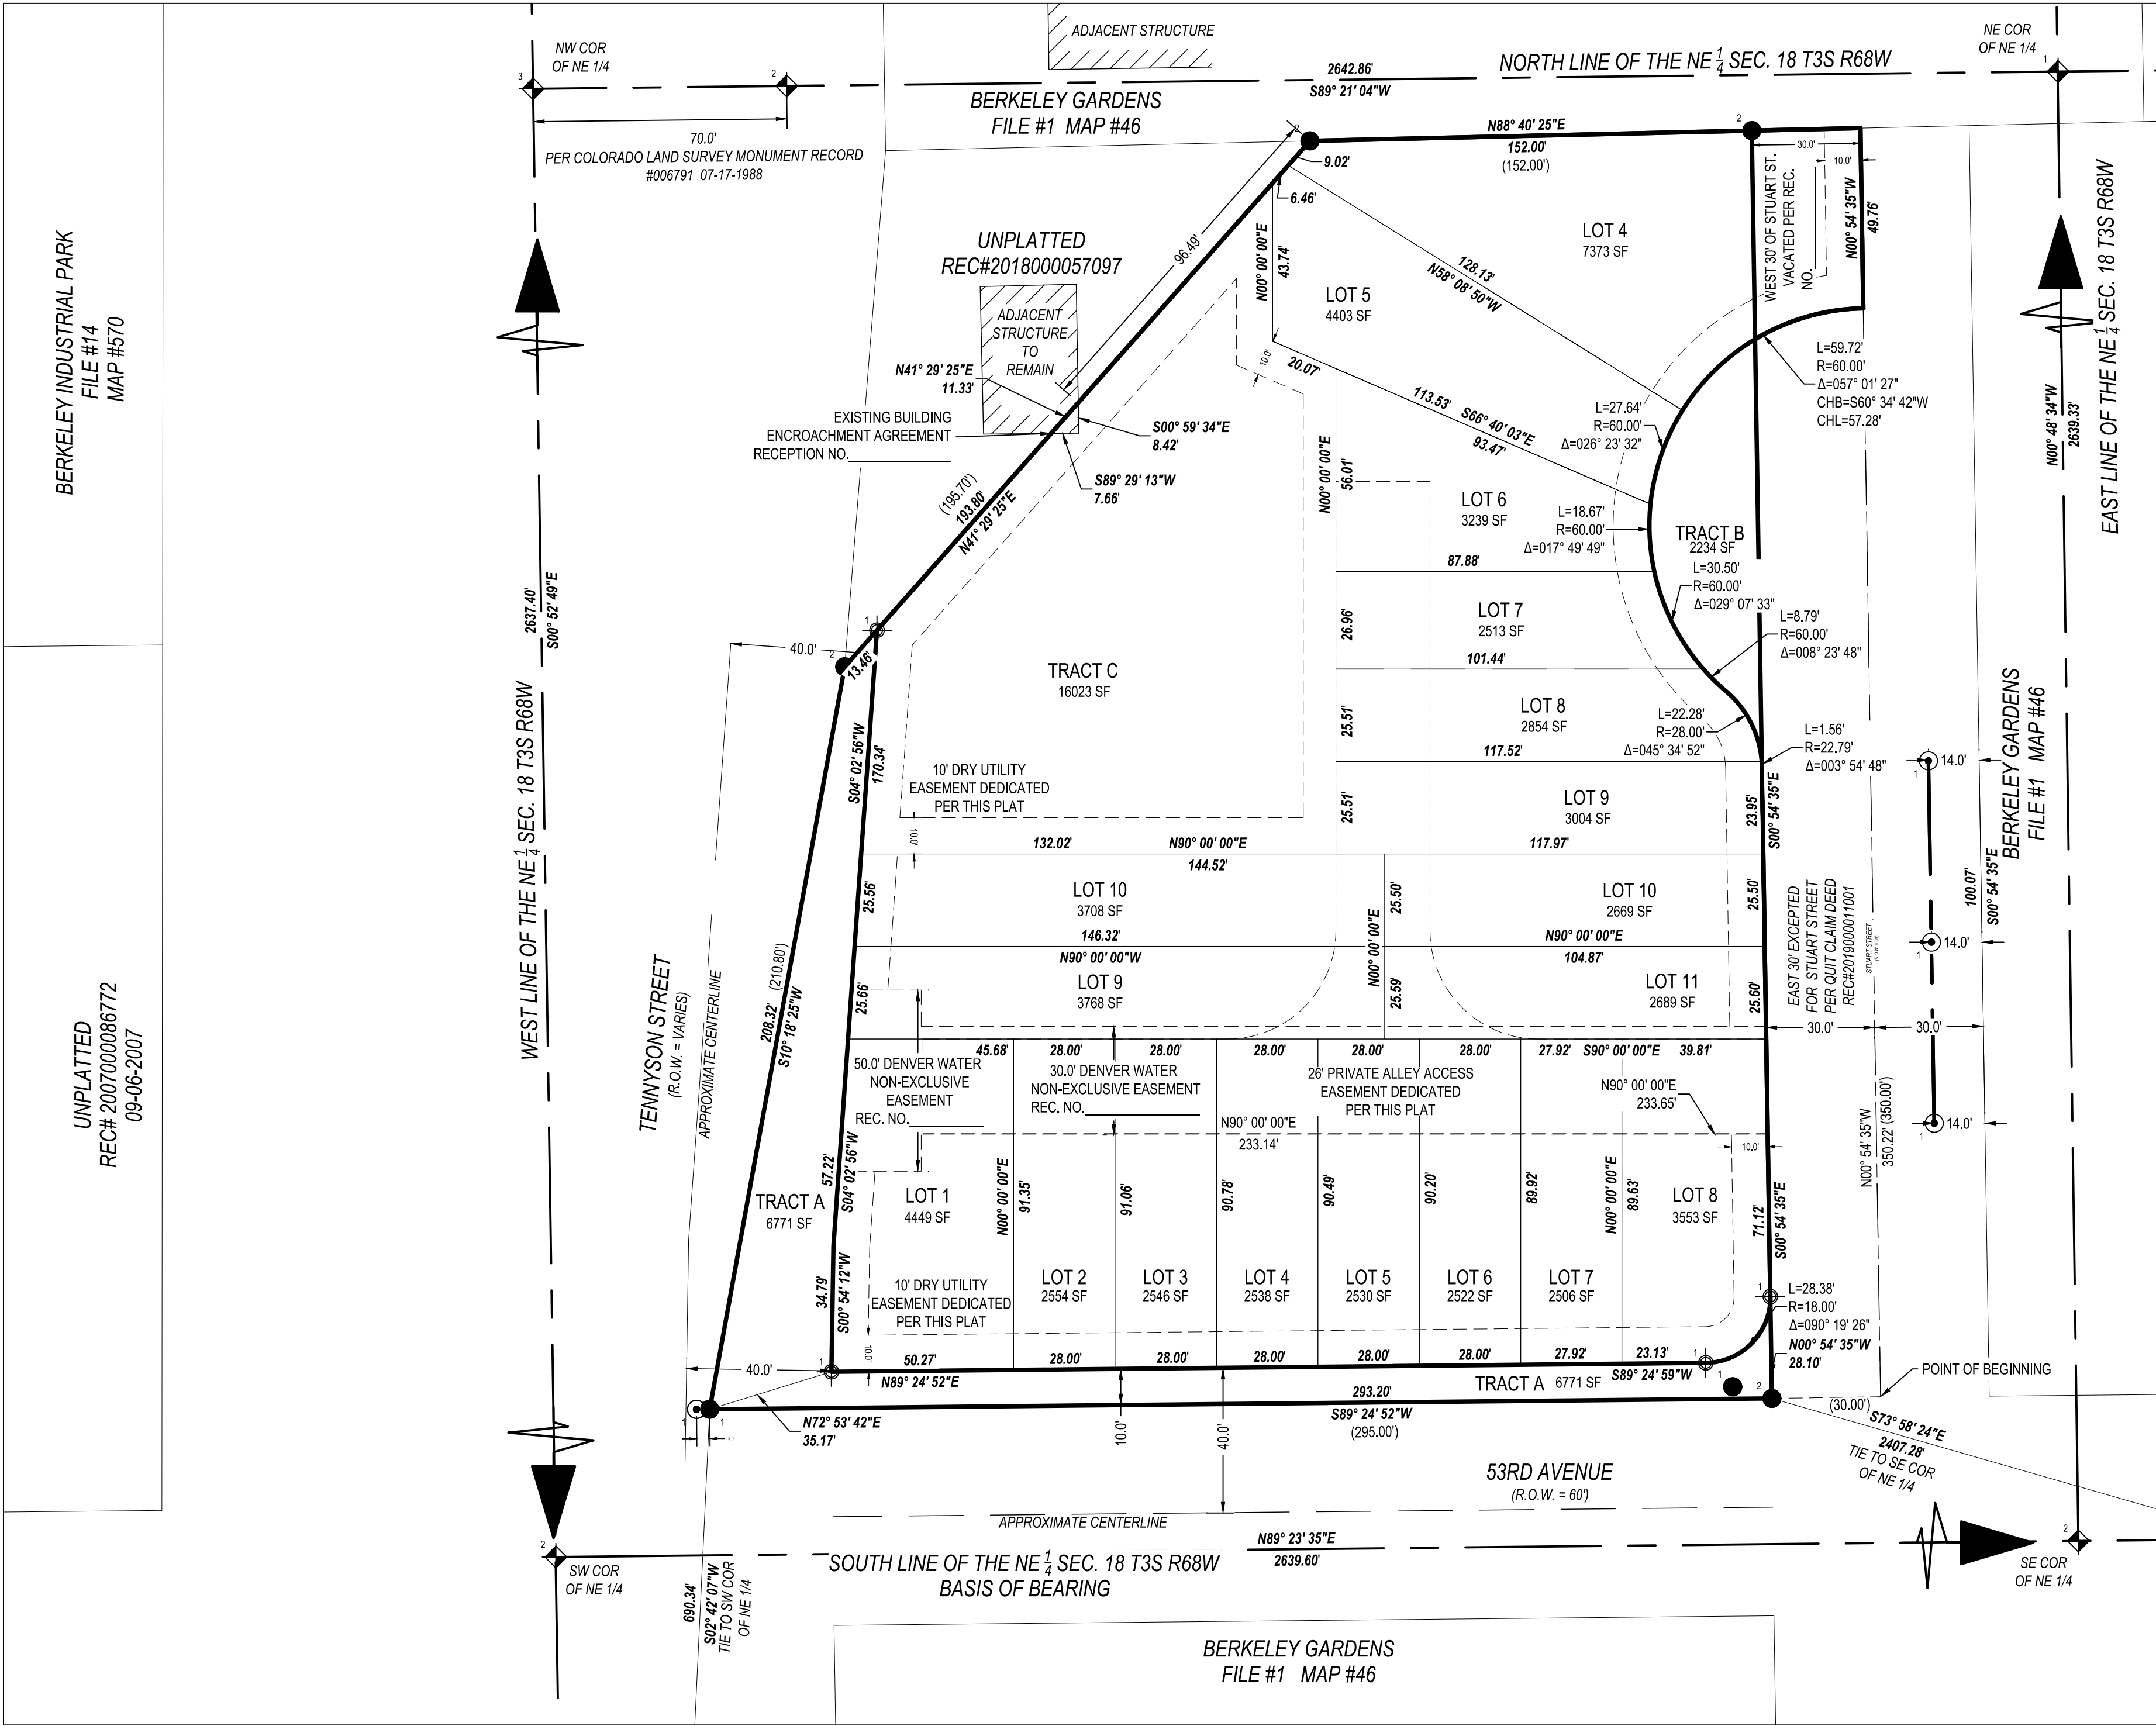 ADJACENT STRUCTURE
NW COR
OF NE 1/4
3
2
2642.86'
S89° 21' 04"W
NORTH LINE OF THE NE 1/4 SEC. 18 T3S R68W
NE COR
OF NE 1/4
1
70.0'
PER COLORADO LAND SURVEY MONUMENT RECORD
#006791 07-17-1988
BERKELEY GARDENS
FILE #1 MAP #46
2
N88° 40' 25"E
152.00'
(152.00')
2
9.02'
6.46'
30.0'
10.0'
WEST 30' OF STUART ST.
VACATED PER REC.
NO.
N00° 54' 35"W
49.76'
BERKELEY INDUSTRIAL PARK
FILE #14
MAP #570
UNPLATTED
REC#2018000057097
96.49'
N00° 00' 00"E
43.74'
LOT 4
7373 SF
128.13'
N58° 08' 50"W
LOT 5
4403 SF
ADJACENT
STRUCTURE
TO
REMAIN
N41° 29' 25"E
11.33'
EXISTING BUILDING
ENCROACHMENT AGREEMENT
RECEPTION NO.
S00° 59' 34"E
8.42'
S89° 29' 13"W
7.66'
10.0'
20.07'
113.53'
S66° 40' 03"E
93.47'
L=59.72'
R=60.00'
Δ=057° 01' 27"
CHB=S60° 34' 42"W
CHL=57.28'
L=27.64'
R=60.00'
Δ=026° 23' 32"
N00° 48' 34"W
2639.33'
EAST LINE OF THE NE 1/4 SEC. 18 T3S R68W
(195.70')
193.80'
N41° 29' 25"E
N00° 00' 00"E
56.01'
LOT 6
3239 SF
L=18.67'
R=60.00'
Δ=017° 49' 49"
TRACT B
2234 SF
87.88'
L=30.50'
R=60.00'
Δ=029° 07' 33"
2637.40'
S00° 52' 49"E
26.96'
LOT 7
2513 SF
L=8.79'
R=60.00'
Δ=008° 23' 48"
1
40.0'
2
13.46'
101.44'
TRACT C
16023 SF
25.51'
LOT 8
2854 SF
L=22.28'
R=28.00'
Δ=045° 34' 52"
L=1.56'
R=22.79'
Δ=003° 54' 48"
117.52'
WEST LINE OF THE NE 1/4 SEC. 18 T3S R68W
S04° 02' 56"W
170.34'
10' DRY UTILITY
EASEMENT DEDICATED
PER THIS PLAT
10.0'
25.51'
LOT 9
3004 SF
23.95'
S00° 54' 35"E
14.0'
1
BERKELEY GARDENS
FILE #1 MAP #46
132.02'
N90° 00' 00"E
117.97'
144.52'
25.56'
LOT 10
3708 SF
25.50'
N00° 00' 00"E
LOT 10
2669 SF
25.50'
EAST 30' EXCEPTED
FOR STUART STREET
PER QUIT CLAIM DEED
REC#2019000011001
STUART STREET
(R.O.W. = 60')
100.07'
S00° 54' 35"E
14.0'
1
146.32'
N90° 00' 00"W
N90° 00' 00"E
104.87'
LOT 9
3768 SF
25.66'
25.59'
LOT 11
2689 SF
25.60'
30.0'
30.0'
UNPLATTED
REC# 2007000086772
09-06-2007
TENNYSON STREET
(R.O.W. = VARIES)
APPROXIMATE CENTERLINE
208.32'
(210.80')
S10° 18' 25"W
45.68'
28.00'
28.00'
28.00'
28.00'
28.00'
27.92'
S90° 00' 00"E
39.81'
50.0' DENVER WATER
NON-EXCLUSIVE
EASEMENT
REC. NO.
30.0' DENVER WATER
NON-EXCLUSIVE EASEMENT
REC. NO.
26' PRIVATE ALLEY ACCESS
EASEMENT DEDICATED
PER THIS PLAT
N90° 00' 00"E
233.65'
N90° 00' 00"E
233.14'
10.0'
N00° 54' 35"W
350.22' (350.00')
14.0'
1
57.22'
S04° 02' 56"W
TRACT A
6771 SF
LOT 1
4449 SF
N00° 00' 00"E
91.35'
91.06'
90.78'
90.49'
90.20'
89.92'
N00° 00' 00"E
89.63'
LOT 8
3553 SF
71.12'
S00° 54' 35"E
34.79'
S00° 54' 12"W
10' DRY UTILITY
EASEMENT DEDICATED
PER THIS PLAT
LOT 2
2554 SF
LOT 3
2546 SF
LOT 4
2538 SF
LOT 5
2530 SF
LOT 6
2522 SF
LOT 7
2506 SF
1
L=28.38'
R=18.00'
Δ=090° 19' 26"
N00° 54' 35"W
28.10'
40.0'
1
10.0'
50.27'
28.00'
28.00'
28.00'
28.00'
28.00'
27.92'
23.13'
1
N89° 24' 52"E
S89° 24' 59"W
TRACT A 6771 SF
1
2
POINT OF BEGINNING
(30.00')
293.20'
S89° 24' 52"W
(295.00')
1
1
N72° 53' 42"E
35.17'
10.0'
40.0'
S73° 58' 24"E
2407.28'
TIE TO SE COR
OF NE 1/4
53RD AVENUE
(R.O.W. = 60')
APPROXIMATE CENTERLINE
N89° 23' 35"E
2639.60'
2
SW COR
OF NE 1/4
690.34'
S02° 42' 07"W
TIE TO SW COR
OF NE 1/4
SOUTH LINE OF THE NE 1/4 SEC. 18 T3S R68W
BASIS OF BEARING
2
SE COR
OF NE 1/4
BERKELEY GARDENS
FILE #1 MAP #46